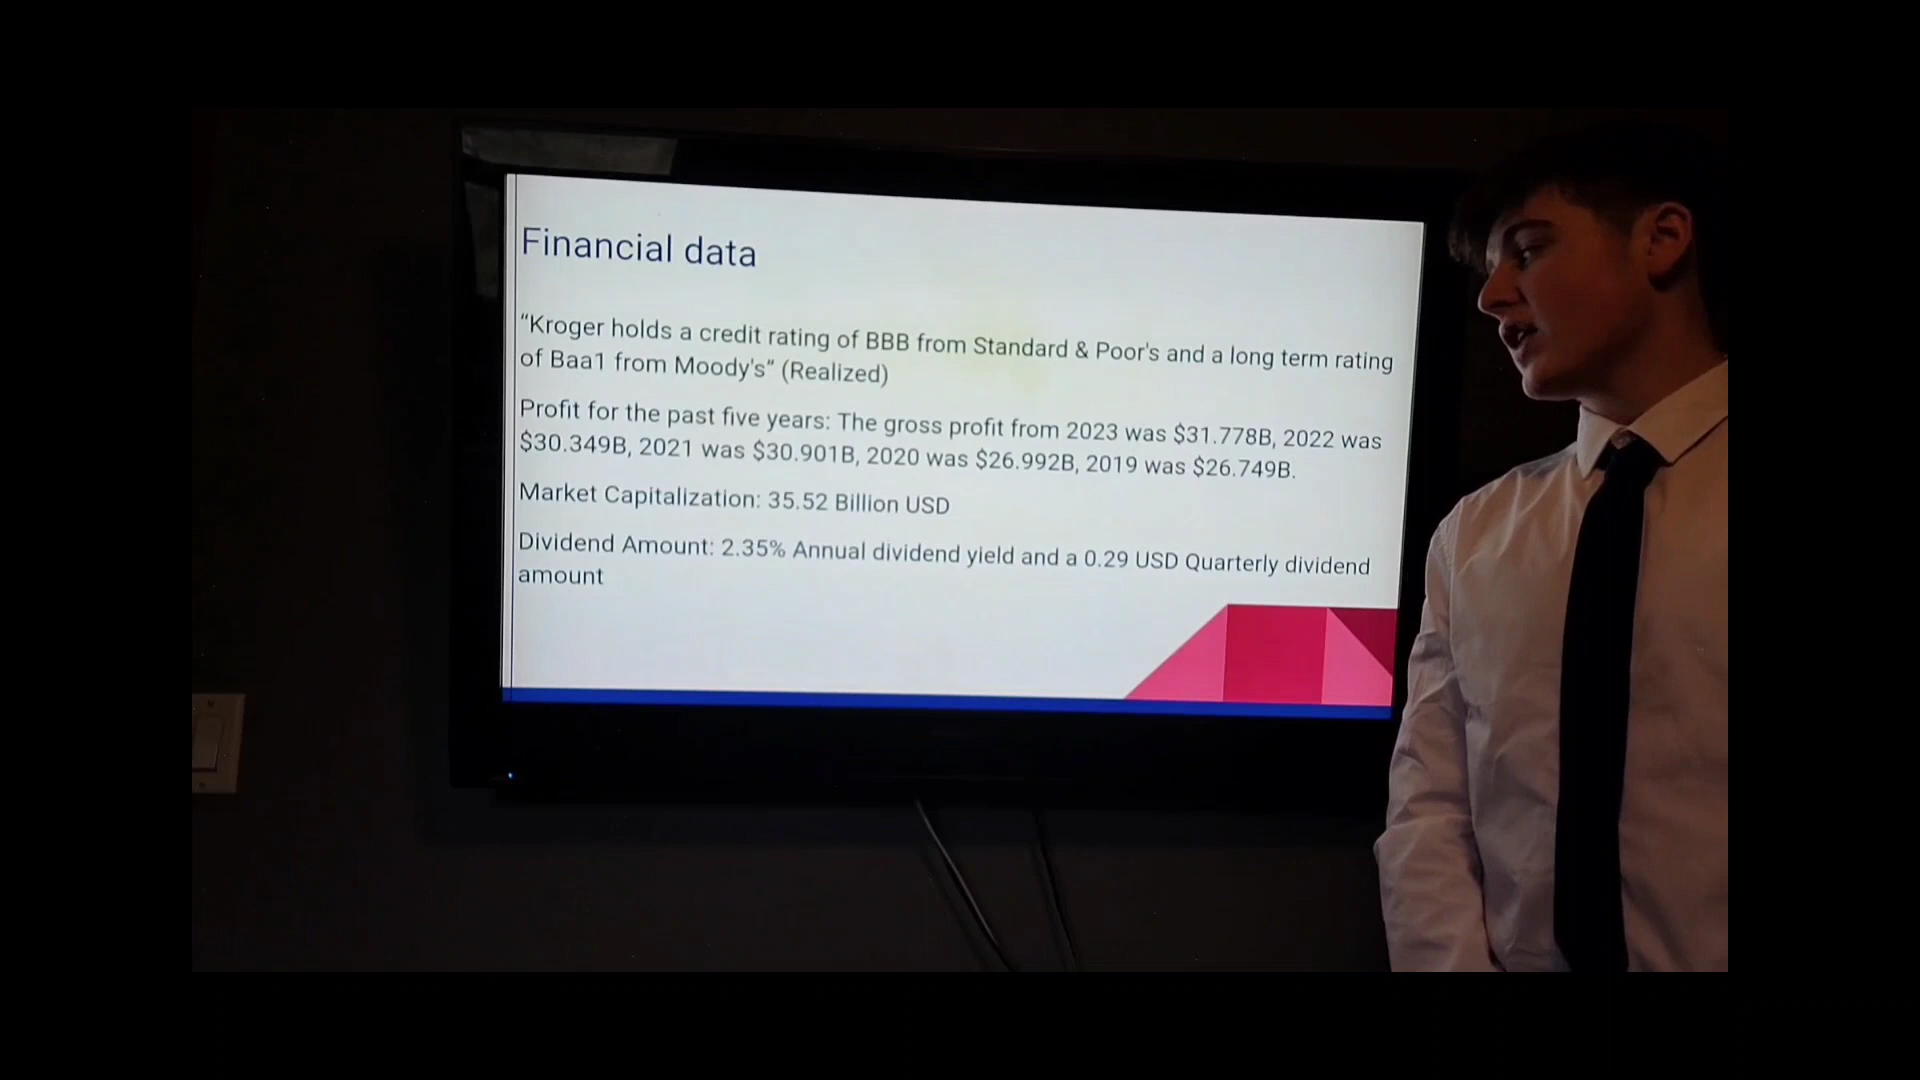 Financial data
“Kroger holds a credit rating of BBB from Standard & Poor's and a long term rating
of Baa1 from Moody's” (Realized)
Profit for the past five years: The gross profit from 2023 was $31.778B, 2022 was
$30.349B, 2021 was $30.901B, 2020 was $26.992B, 2019 was $26.749B.
Market Capitalization: 35.52 Billion USD
Dividend Amount: 2.35% Annual dividend yield and a 0.29 USD Quarterly dividend
amount